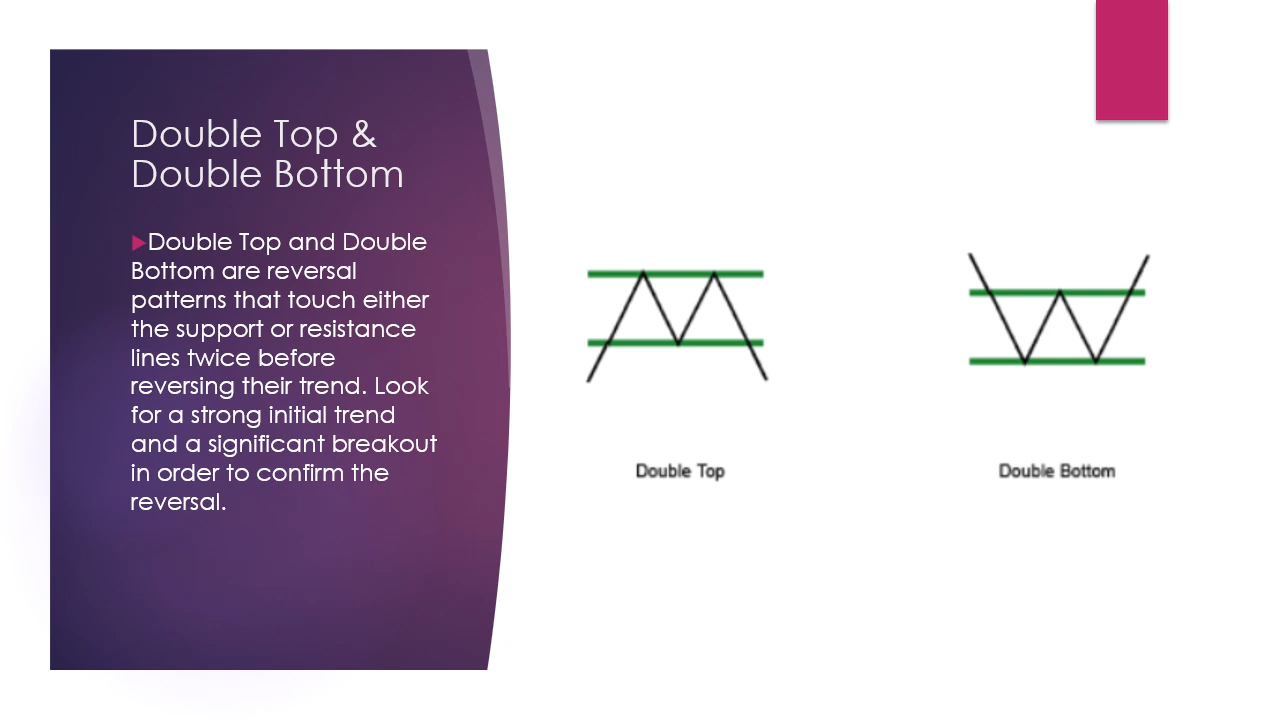 Double Top &
Double Bottom
Double Top and Double
Bottom are reversal
patterns that touch either
the support or resistance
lines twice before
reversing their trend. Look
for a strong initial trend
and a significant breakout
in order to confirm the
reversal.
Double Top
Double Bottom